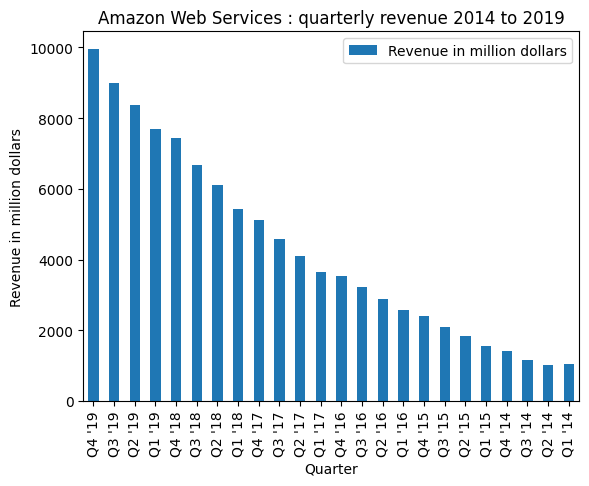 Amazon Web Services : quarterly revenue 2014 to 2019
Revenue in million dollars
Revenue in million dollars
10000
8000
6000
4000
2000
0
Q4 '19
Q3 '19
Q2 '19
Q1 '19
Q4 '18
Q3 '18
Q2 '18
Q1 '18
Q4 '17
Q3 '17
Q2 '17
Q1 '17
Q4 '16
Q3 '16
Q2 '16
Q1 '16
Q4 '15
Q3 '15
Q2 '15
Q1 '15
Q4 '14
Q3 '14
Q2 '14
Q1 '14
Quarter